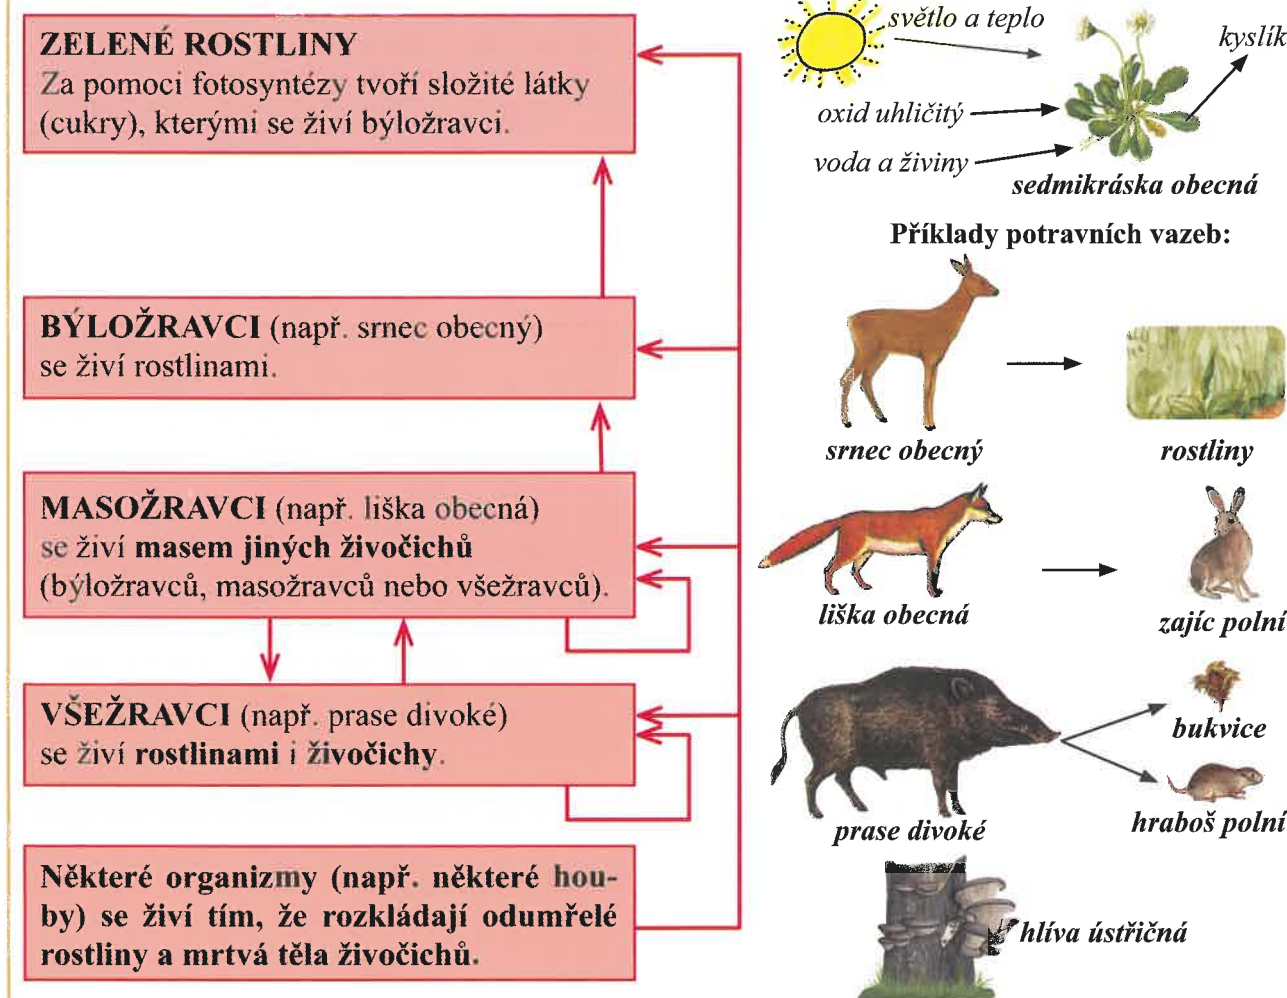 ZELENÉ ROSTLINY
Za pomoci fotosyntézy tvoří složité látky
(cukry), kterými se živí býložravci.
BÝLOŽRAVCI (např. srnec obecný)
se živí rostlinami.
MASOŽRAVCI (např. liška obecná)
se živí masem jiných živočichů
(býložravců, masožravců nebo všežravců).
VŠEŽRAVCI (např. prase divoké)
se živí rostlinami i živočichy.
Některé organizmy (např. některé hou-
by) se živí tím, že rozkládají odumřelé
rostliny a mrtvá těla živočichů.
světlo a teplo
kyslík
oxid uhličitý
voda a živiny
sedmikráska obecná
Příklady potravních vazeb:
srnec obecný
rostliny
liška obecná
zajíc polní
bukvice
prase divoké
hraboš polní
hlíva ústřičná